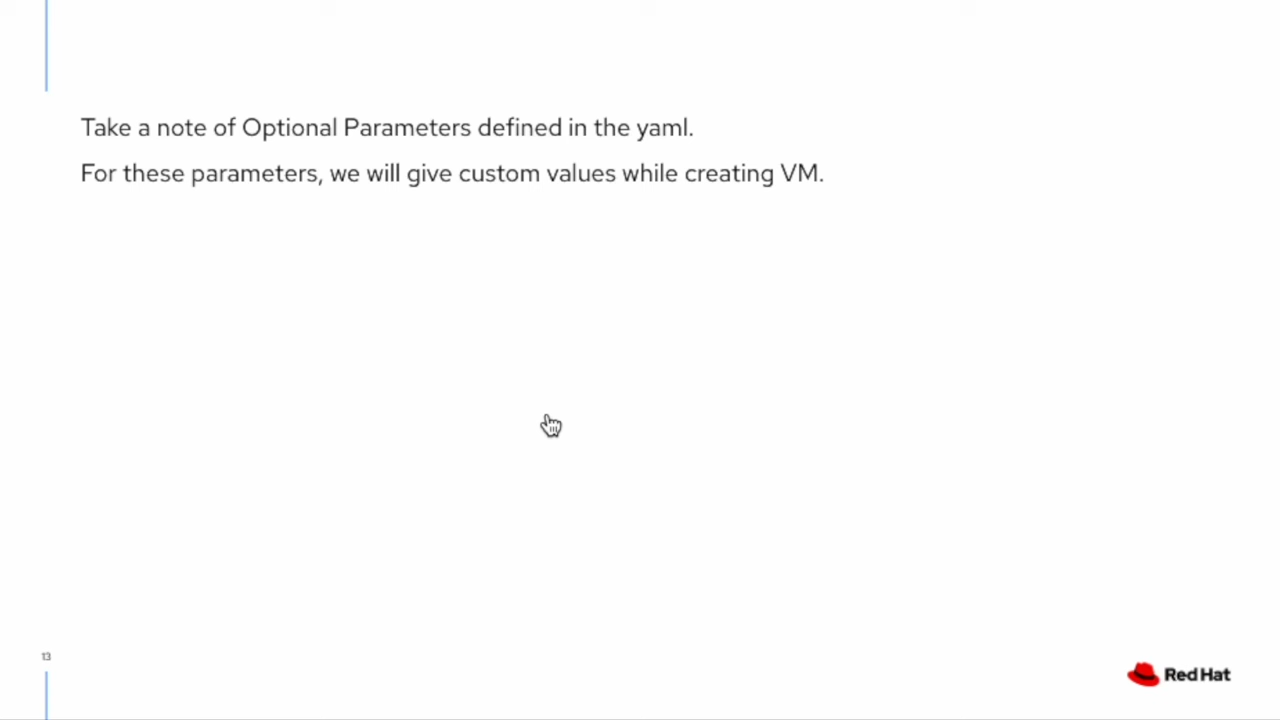 Take a note of Optional Parameters defined in the yaml.
For these parameters, we will give custom values while creating VM.
13
Red Hat